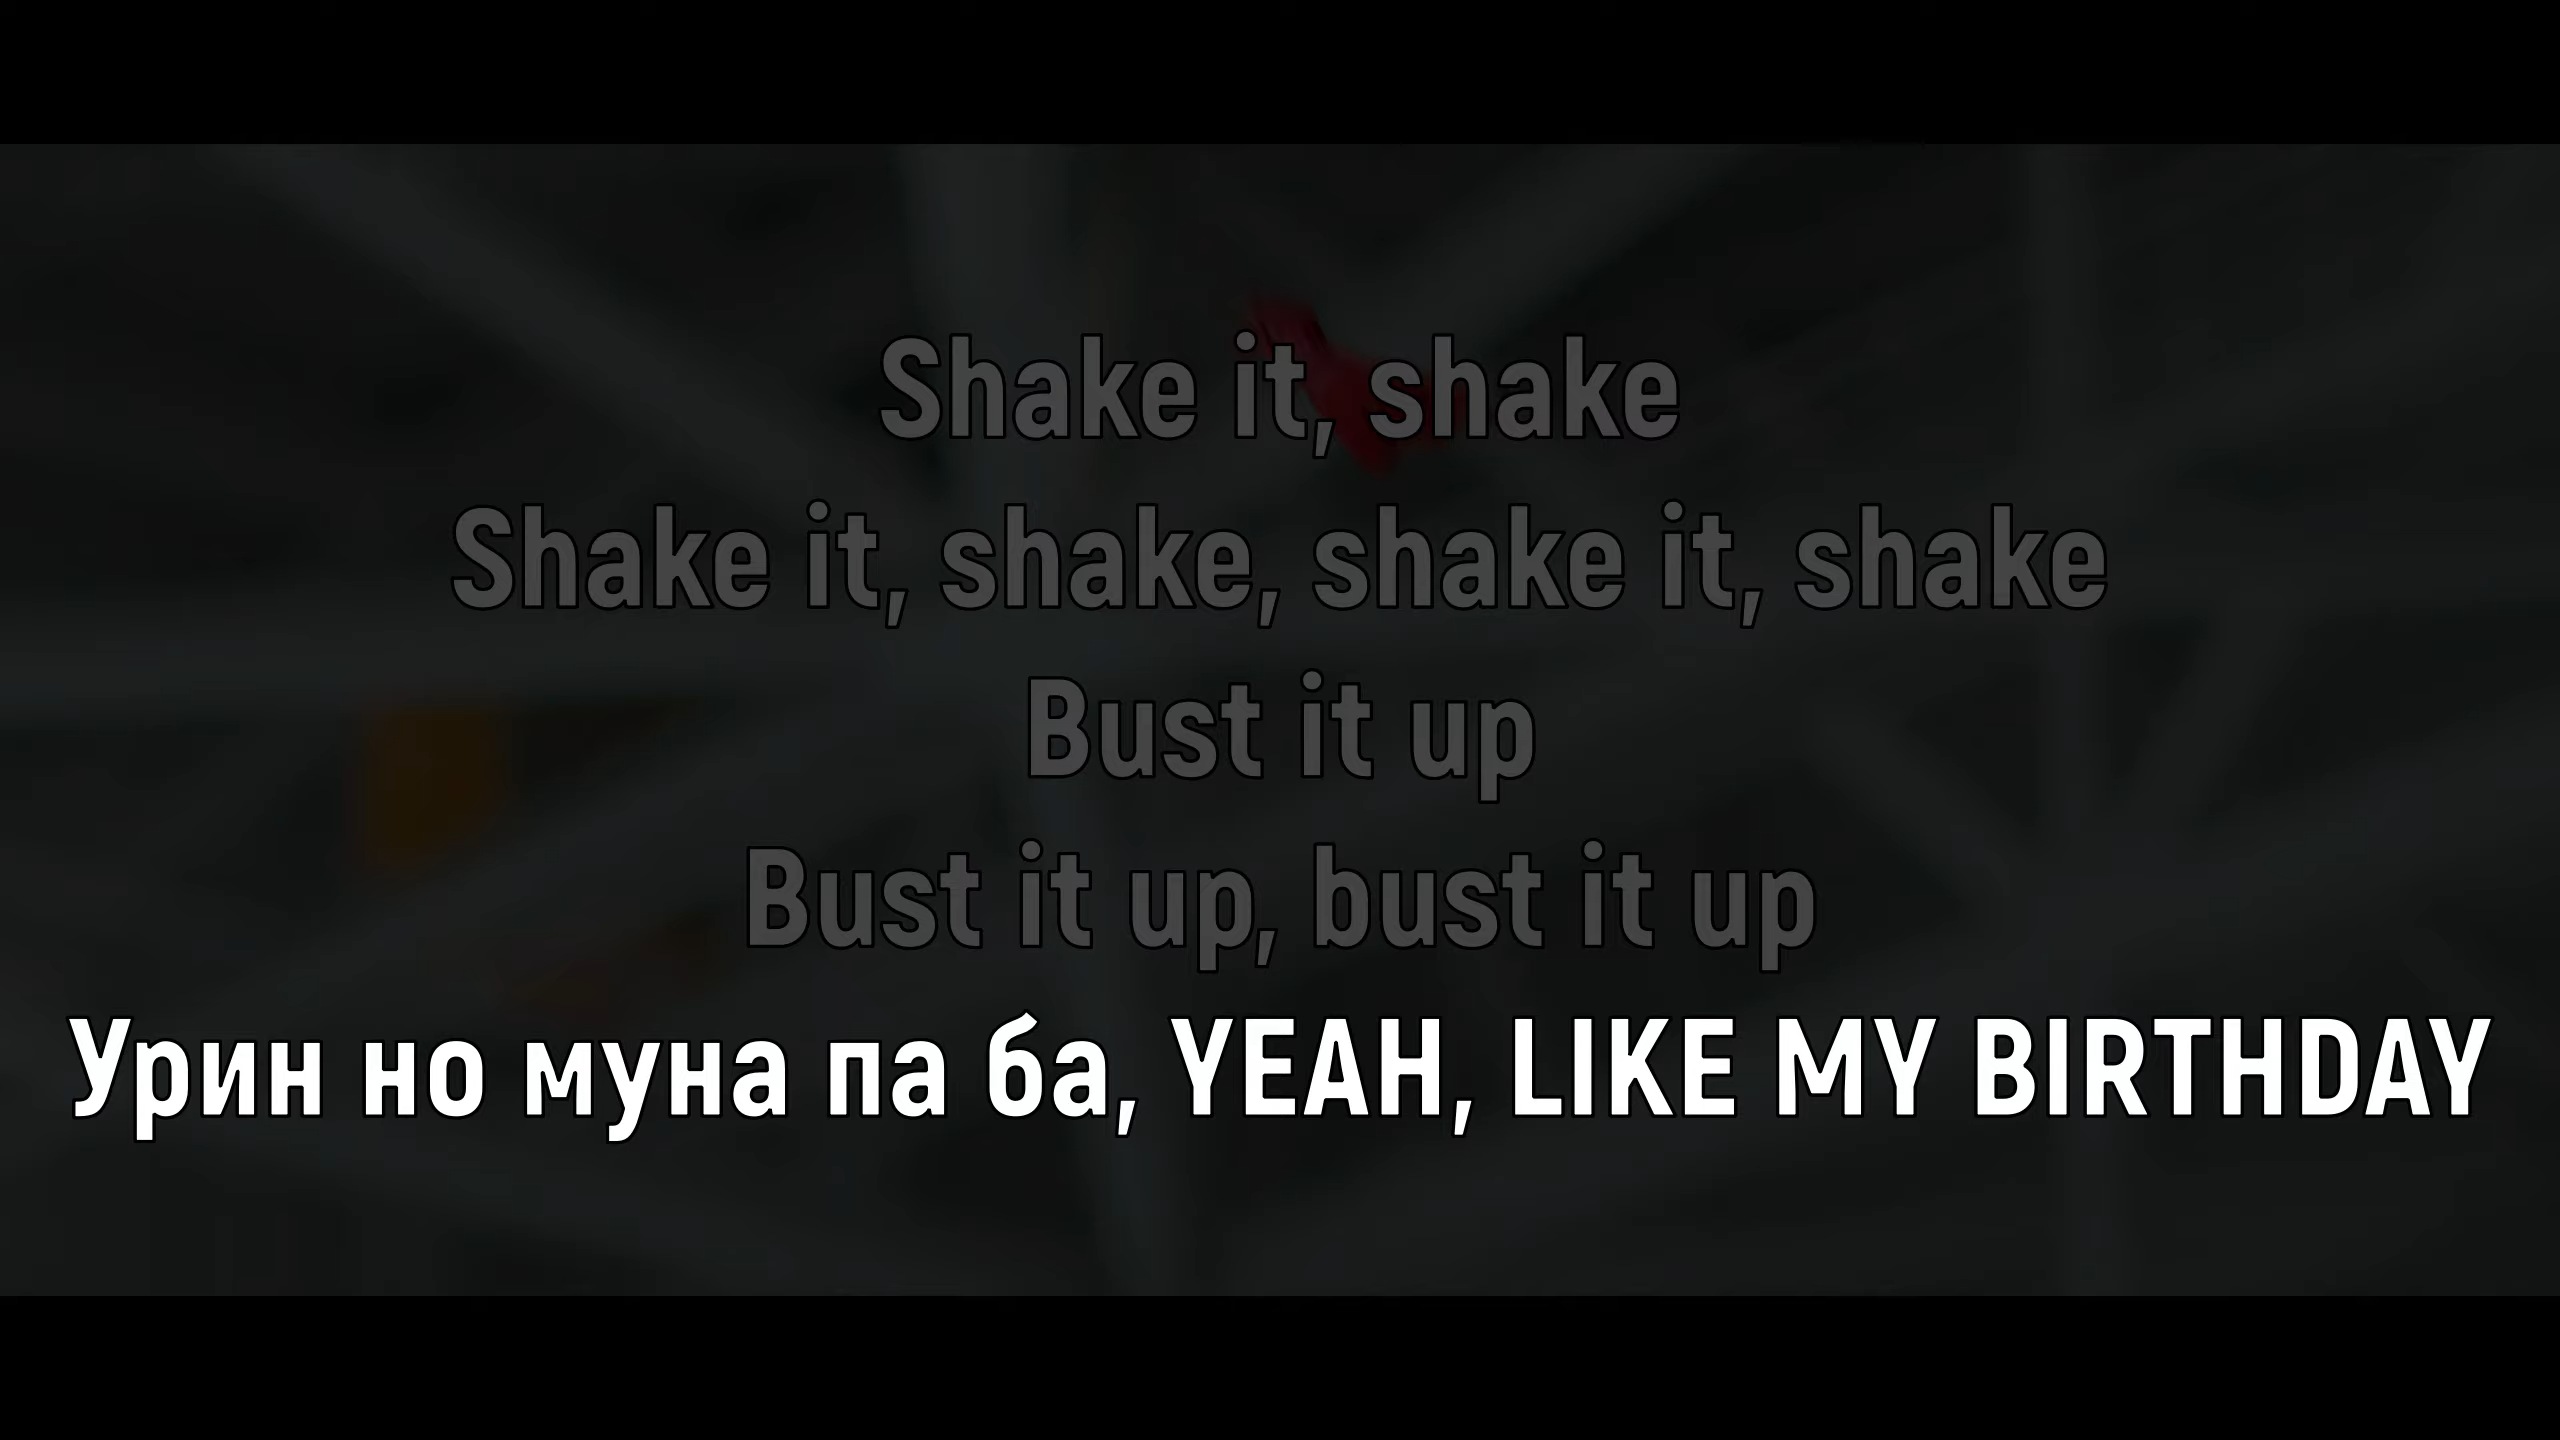 Shake it, shake
Shake it, shake, shake it, shake
Bust it up
Bust it up, bust it up
Урин но муна па ба, YEAH, LIKE MY BIRTHDAY